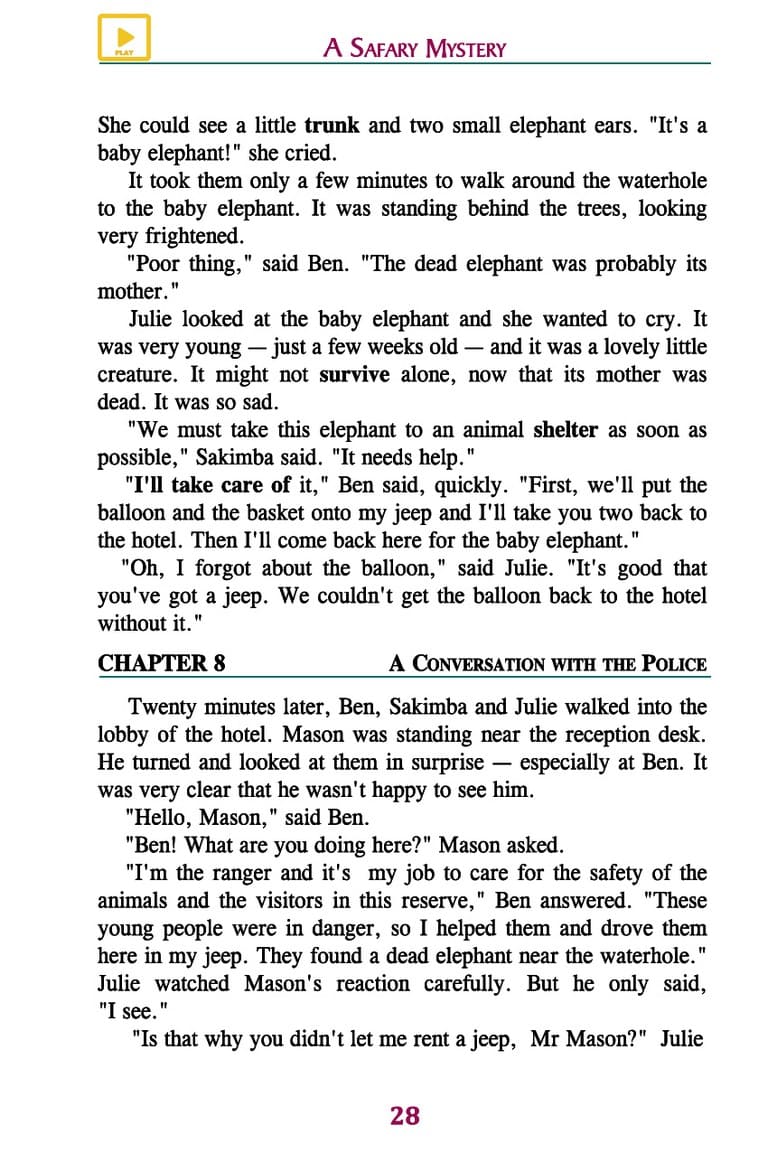 PLAY
A SAFARY MYSTERY
She could see a little trunk and two small elephant ears. "It's a
baby elephant!" she cried.
It took them only a few minutes to walk around the waterhole
to the baby elephant. It was standing behind the trees, looking
very frightened.
"Poor thing," said Ben. "The dead elephant was probably its
mother."
Julie looked at the baby elephant and she wanted to cry. It
was very young — just a few weeks old — and it was a lovely little
creature. It might not survive alone, now that its mother was
dead. It was so sad.
"We must take this elephant to an animal shelter as soon as
possible," Sakimba said. "It needs help."
"I'll take care of it," Ben said, quickly. "First, we'll put the
balloon and the basket onto my jeep and I'll take you two back to
the hotel. Then I'll come back here for the baby elephant."
"Oh, I forgot about the balloon," said Julie. "It's good that
you've got a jeep. We couldn't get the balloon back to the hotel
without it."
CHAPTER 8 A CONVERSATION WITH THE POLICE
Twenty minutes later, Ben, Sakimba and Julie walked into the
lobby of the hotel. Mason was standing near the reception desk.
He turned and looked at them in surprise — especially at Ben. It
was very clear that he wasn't happy to see him.
"Hello, Mason," said Ben.
"Ben! What are you doing here?" Mason asked.
"I'm the ranger and it's my job to care for the safety of the
animals and the visitors in this reserve," Ben answered. "These
young people were in danger, so I helped them and drove them
here in my jeep. They found a dead elephant near the waterhole."
Julie watched Mason's reaction carefully. But he only said,
"I see."
"Is that why you didn't let me rent a jeep, Mr Mason?" Julie
28